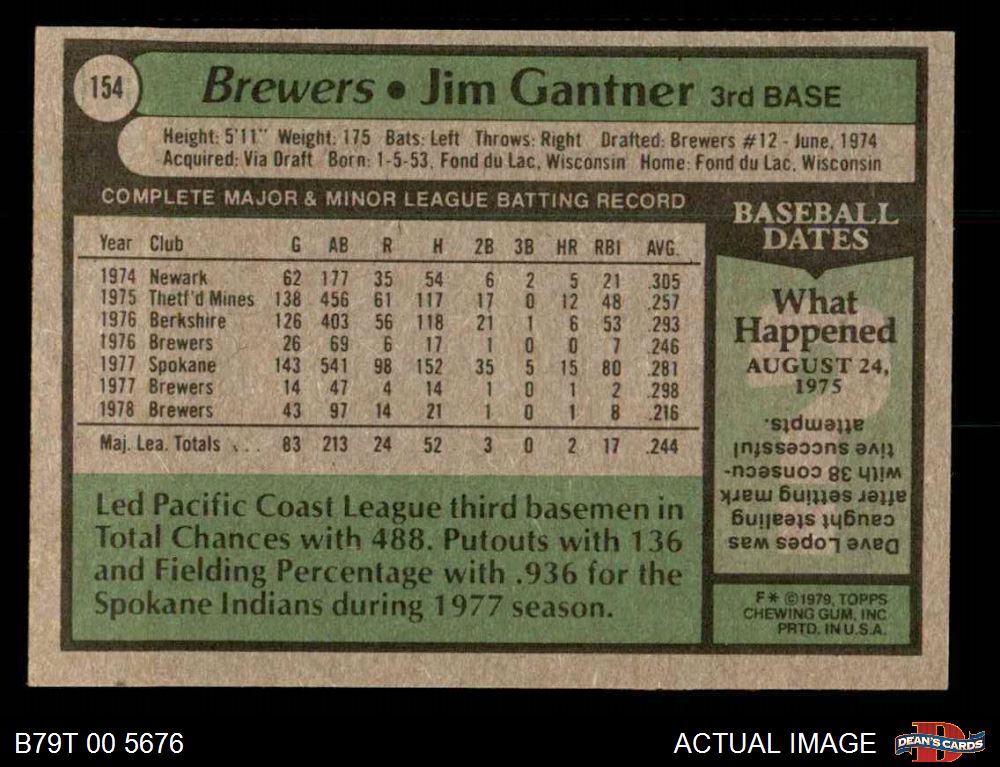 154
Brewers • Jim Gantner 3rd BASE
Height: 5'11" Weight: 175 Bats: Left Throws: Right Drafted: Brewers #12 - June, 1974
Acquired: Via Draft Born: 1-5-53, Fond du Lac, Wisconsin Home: Fond du Lac, Wisconsin
COMPLETE MAJOR & MINOR LEAGUE BATTING RECORD
Year Club G AB R H 2B 3B HR RBI AVG.
1974 Newark 62 177 35 54 6 2 5 21 .305
1975 Thetf'd Mines 138 456 61 117 17 0 12 48 .257
1976 Berkshire 126 403 56 118 21 1 6 53 .293
1976 Brewers 26 69 6 17 1 0 0 7 .246
1977 Spokane 143 541 98 152 35 5 15 80 .281
1977 Brewers 14 47 4 14 1 0 1 2 .298
1978 Brewers 43 97 14 21 1 0 1 8 .216
Maj. Lea. Totals ... 83 213 24 52 3 0 2 17 .244
Led Pacific Coast League third basemen in
Total Chances with 488. Putouts with 136
and Fielding Percentage with .936 for the
Spokane Indians during 1977 season.
BASEBALL
DATES
What
Happened
AUGUST 24,
1975
Dave Lopes was
caught stealing
after setting mark
with 38 consecu-
tive successful
attempts.
F* ©1979, TOPPS
CHEWING GUM, INC
PRTD. IN U.S.A.
B79T 00 5676
ACTUAL IMAGE
D
DEAN'S CARDS